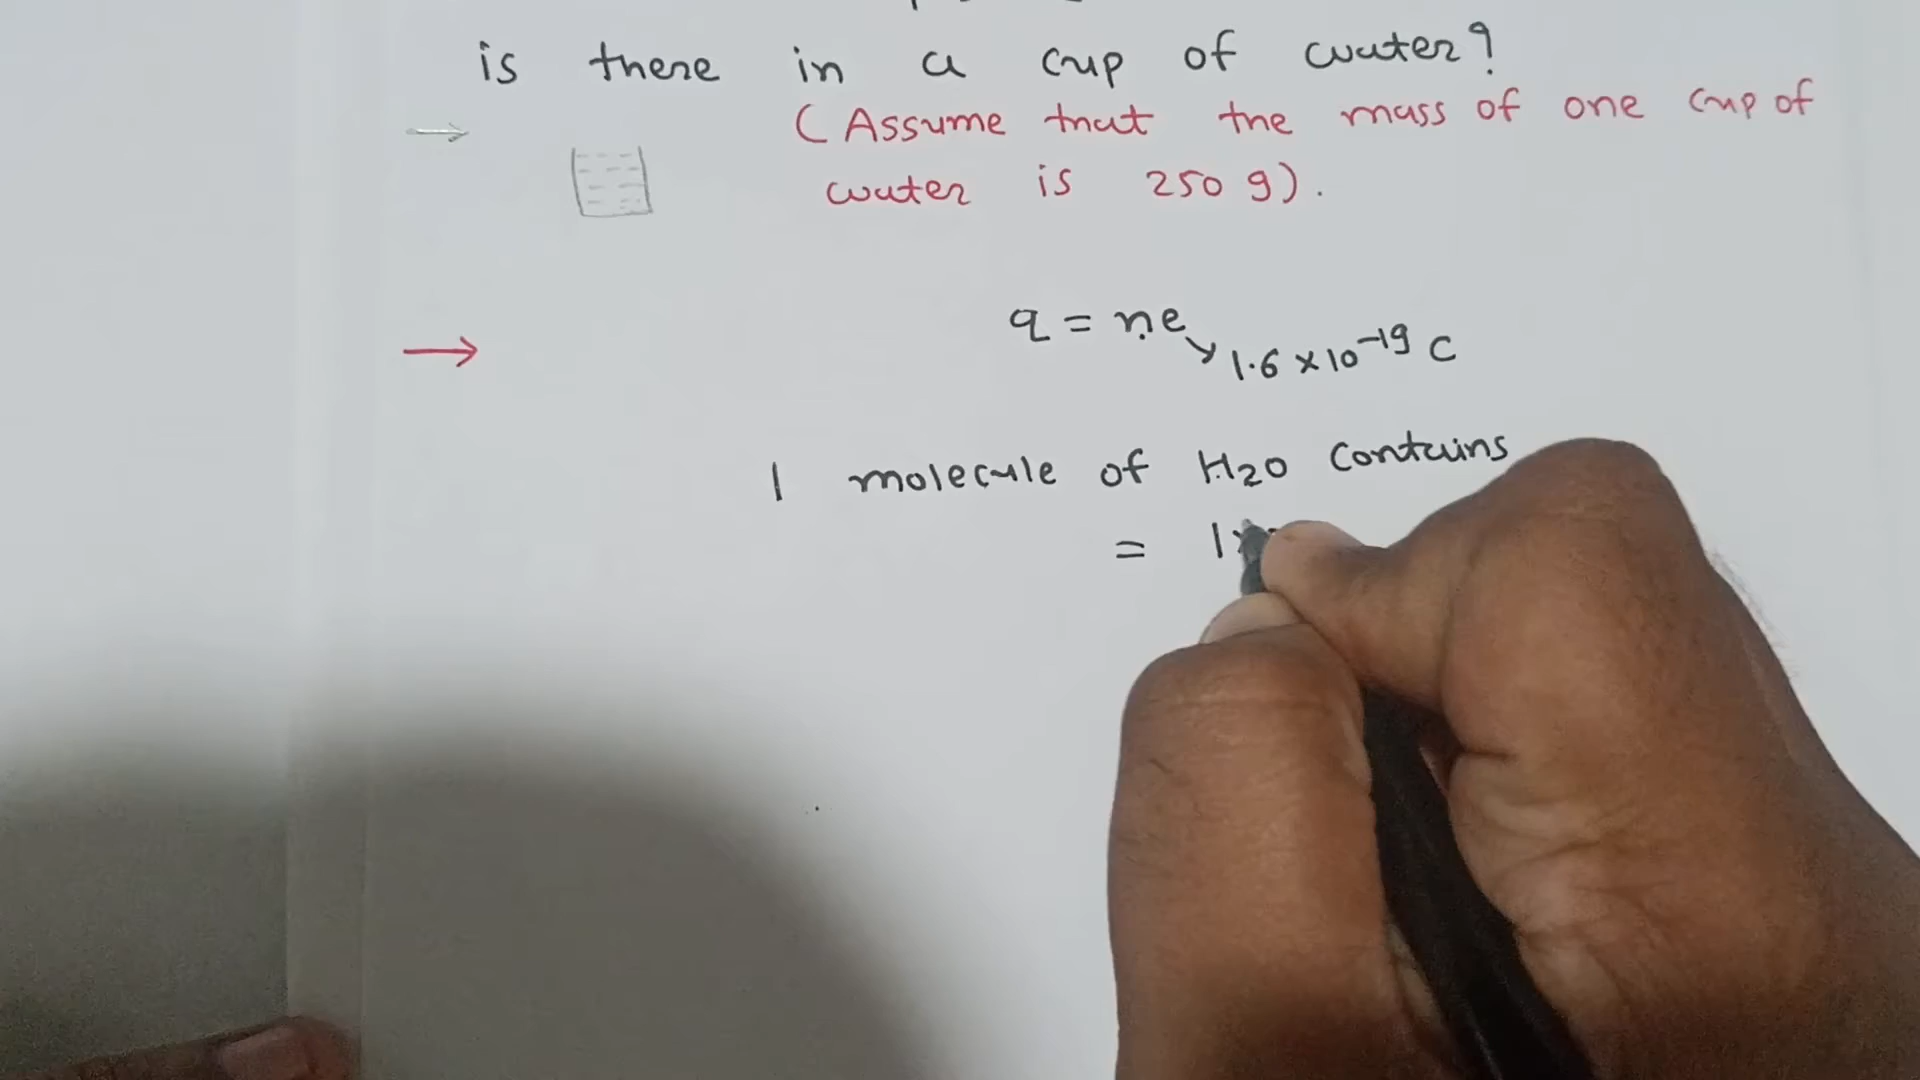 is there in a cup of water?
(Assume that the mass of one cup of
water is 250 g).
q = ne
1.6 × 10⁻¹⁹ C
1 molecule of H₂O contains
= 1×